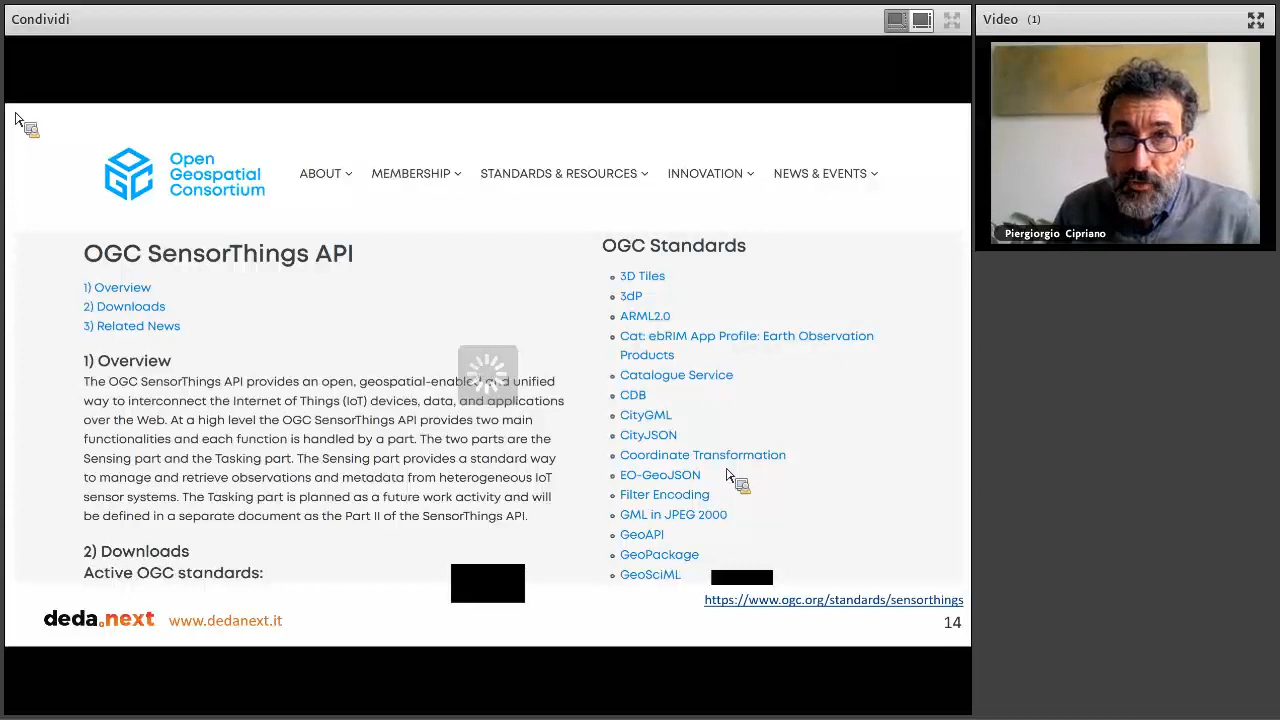 Condividi
Video (1)
Piergiorgio Cipriano
Open
Geospatial
Consortium
ABOUT
MEMBERSHIP
STANDARDS & RESOURCES
INNOVATION
NEWS & EVENTS
OGC SensorThings API
1) Overview
2) Downloads
3) Related News
1) Overview
The OGC SensorThings API provides an open, geospatial-enabled and unified
way to interconnect the Internet of Things (IoT) devices, data, and applications
over the Web. At a high level the OGC SensorThings API provides two main
functionalities and each function is handled by a part. The two parts are the
Sensing part and the Tasking part. The Sensing part provides a standard way
to manage and retrieve observations and metadata from heterogeneous IoT
sensor systems. The Tasking part is planned as a future work activity and will
be defined in a separate document as the Part II of the SensorThings API.
2) Downloads
Active OGC standards:
OGC Standards
3D Tiles
3dP
ARML2.0
Cat: ebRIM App Profile: Earth Observation
Products
Catalogue Service
CDB
CityGML
CityJSON
Coordinate Transformation
EO-GeoJSON
Filter Encoding
GML in JPEG 2000
GeoAPI
GeoPackage
GeoSciML
https://www.ogc.org/standards/sensorthings
deda.next www.dedanext.it
14